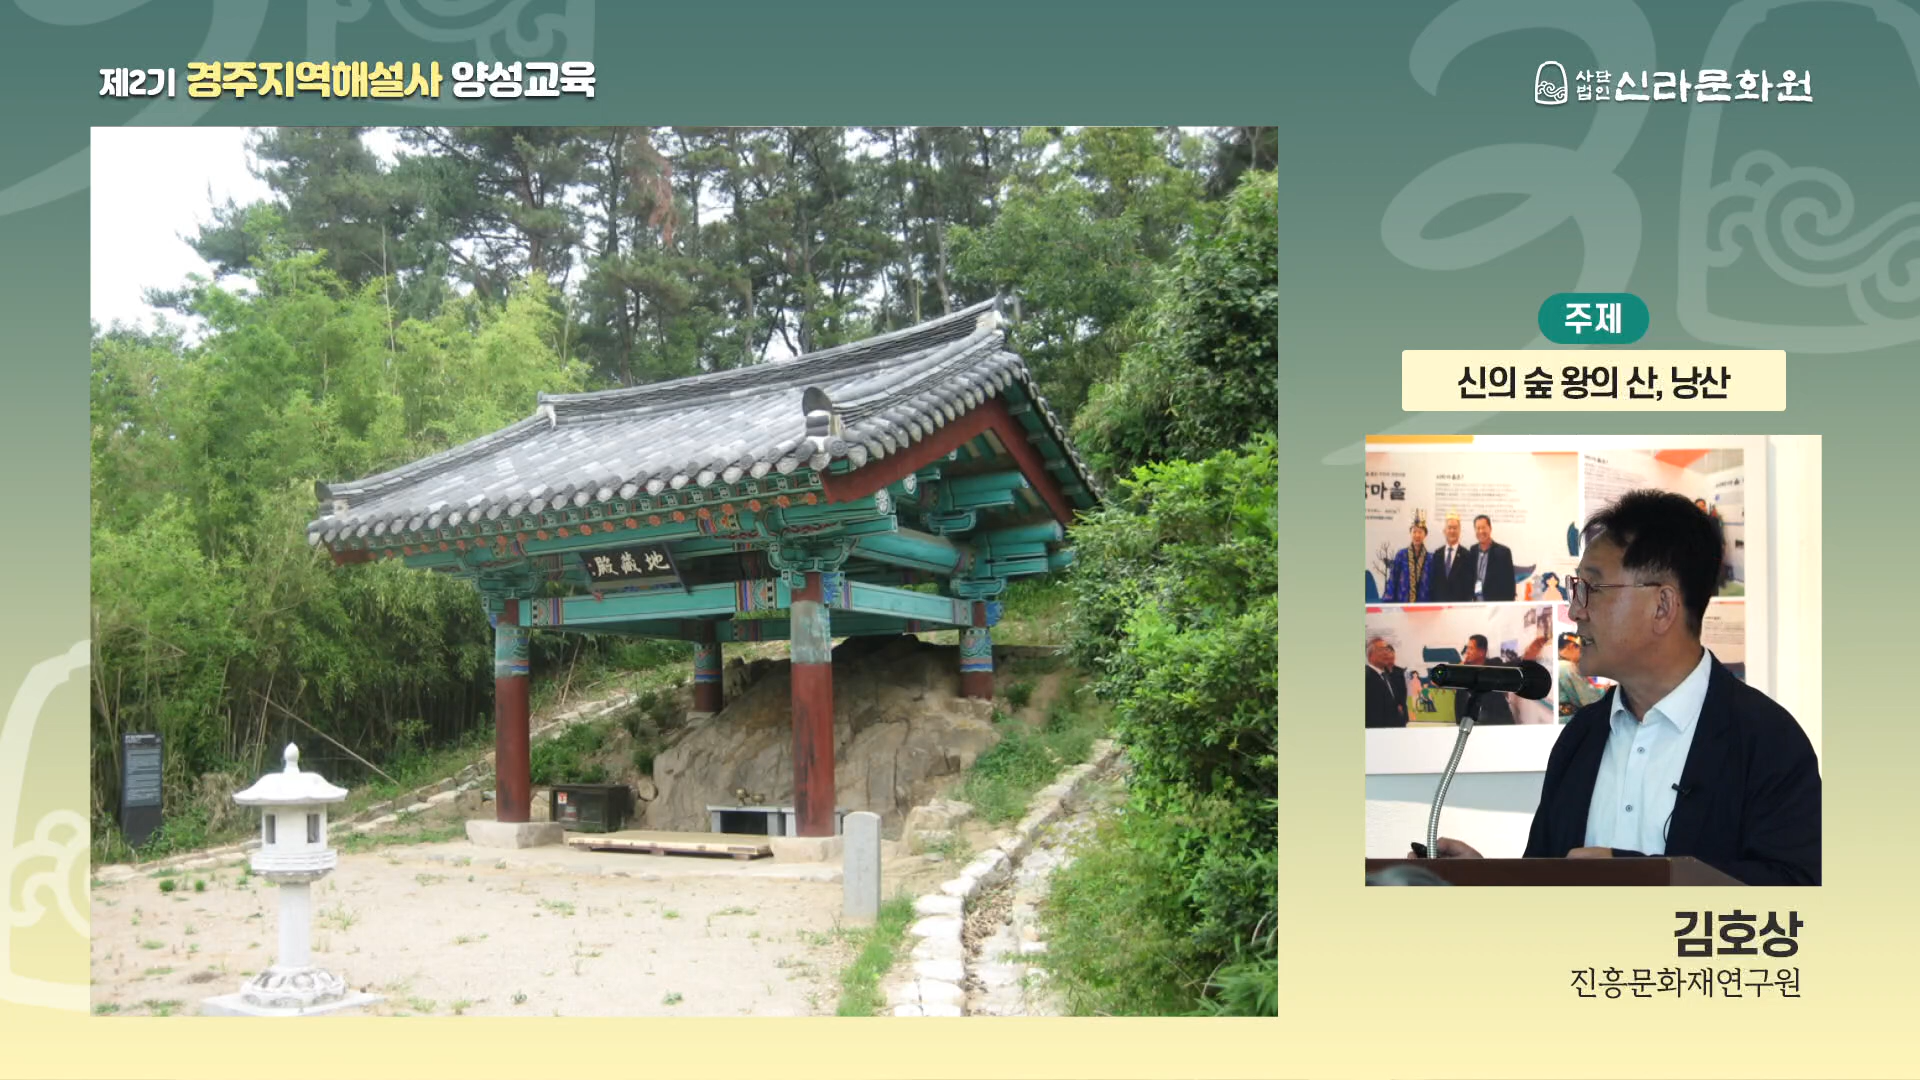 제2기 경주지역해설사 양성교육
사단법인 신라문화원
殿藏地
주제
신의 숲 왕의 산, 낭산
마을
김호상
진흥문화재연구원